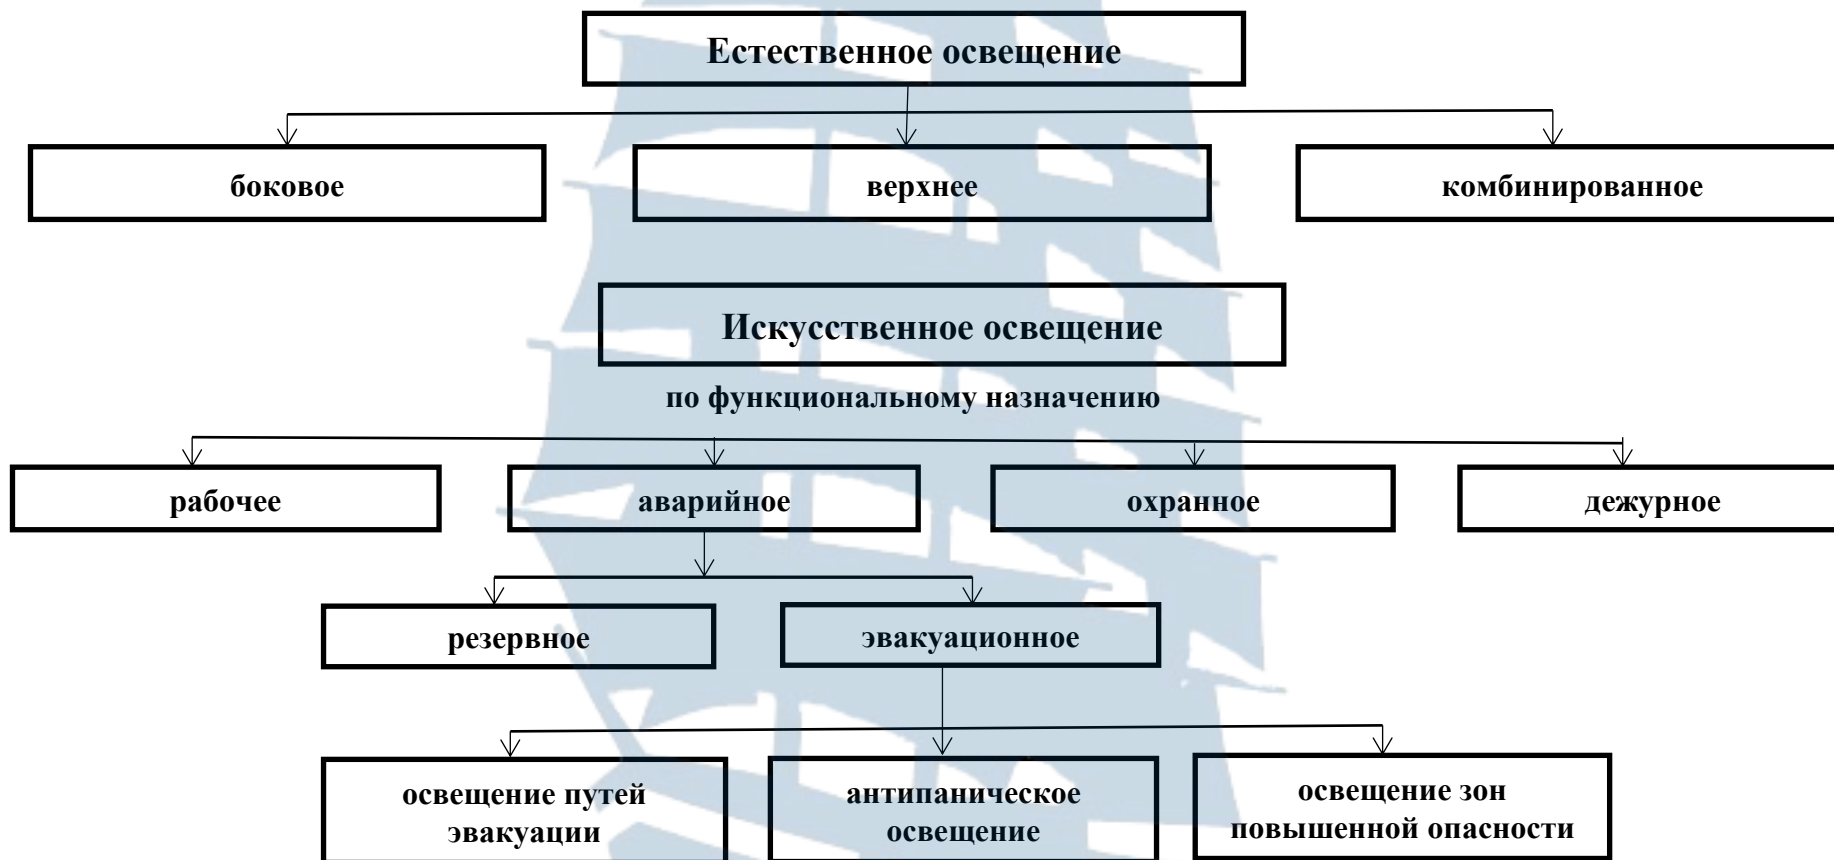 Естественное освещение
боковое
верхнее
комбинированное
Искусственное освещение
по функциональному назначению
рабочее
аварийное
охранное
дежурное
резервное
эвакуационное
освещение путей
эвакуации
антипаническое
освещение
освещение зон
повышенной опасности